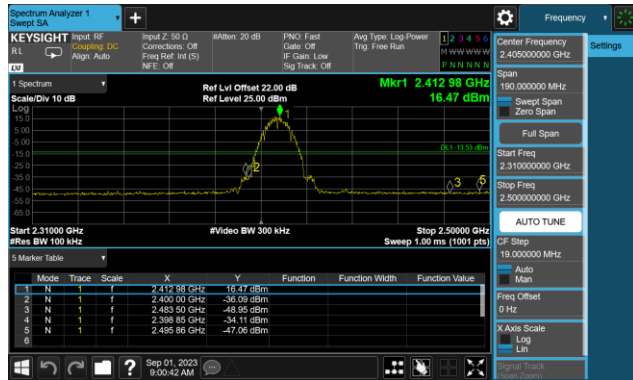 Spectrum Analyzer 1
Swept SA
Frequency
KEYSIGHT
RL
LXI
Input: RF
Coupling: DC
Align: Auto
Input Z: 50 Ω
Corrections: Off
Freq Ref: Int (S)
NFE: Off
#Atten: 20 dB
PNO: Fast
Gate: Off
IF Gain: Low
Sig Track: Off
Avg Type: Log-Power
Trig: Free Run
1 2 3 4 5 6
M W W W W W
P N N N N N
Center Frequency
2.405000000 GHz
Settings
Span
190.000000 MHz
Swept Span
Zero Span
Full Span
Start Freq
2.310000000 GHz
Stop Freq
2.500000000 GHz
AUTO TUNE
CF Step
19.000000 MHz
Auto
Man
Freq Offset
0 Hz
X Axis Scale
Log
Lin
Signal Track
(Span Zoom)
1 Spectrum
Scale/Div 10 dB
Log
Ref Lvl Offset 22.00 dB
Ref Level 25.00 dBm
Mkr1 2.412 98 GHz
16.47 dBm
15.0
5.00
-5.00
-15.0
-25.0
-35.0
-45.0
-55.0
-65.0
1
DL1 -13.53 dBm
2
3
5
Start 2.31000 GHz
#Res BW 100 kHz
#Video BW 300 kHz
Stop 2.50000 GHz
Sweep 1.00 ms (1001 pts)
5 Marker Table
Mode Trace Scale X Y Function Function Width Function Value
1 N 1 f 2.412 98 GHz 16.47 dBm
2 N 1 f 2.400 00 GHz -36.09 dBm
3 N 1 f 2.483 50 GHz -48.95 dBm
4 N 1 f 2.398 85 GHz -34.11 dBm
5 N 1 f 2.495 86 GHz -47.06 dBm
6
?
Sep 01, 2023
9:00:42 AM